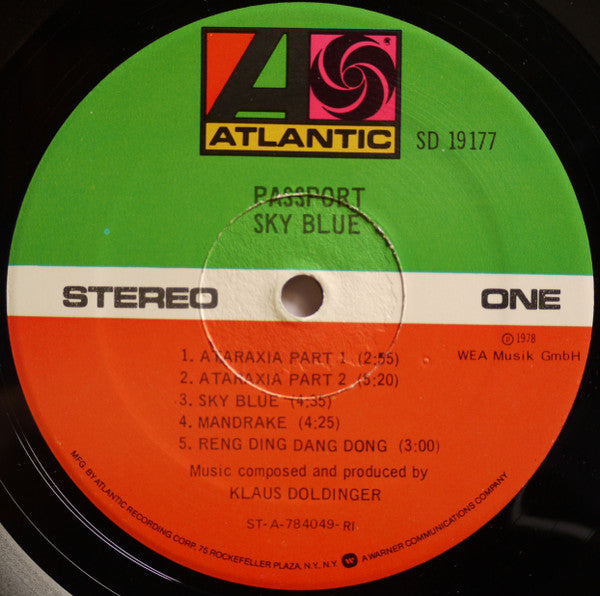 ATLANTIC
SD 19177
PASSPORT
SKY BLUE
STEREO
ONE
℗ 1978
WEA Musik GmbH
1. ATARAXIA PART 1 (2:55)
2. ATARAXIA PART 2 (5:20)
3. SKY BLUE (4:35)
4. MANDRAKE (4:25)
5. RENG DING DANG DONG (3:00)
Music composed and produced by
KLAUS DOLDINGER
ST-A-784049-RI
MFG. BY ATLANTIC RECORDING CORP. 75 ROCKEFELLER PLAZA, N.Y. N.Y. W A WARNER COMMUNICATIONS COMPANY